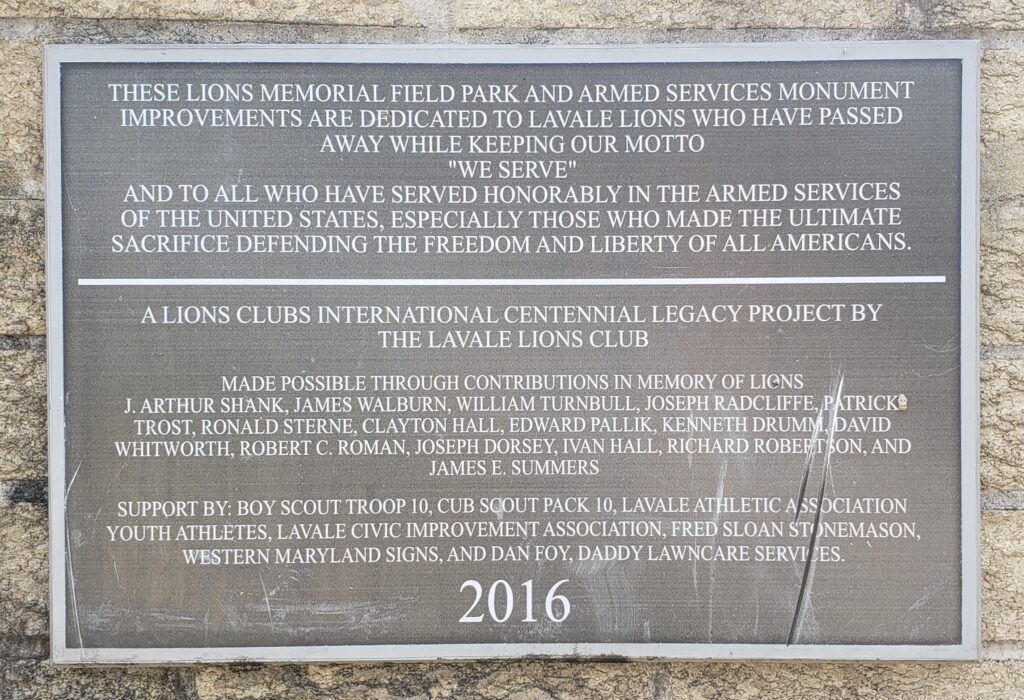 THESE LIONS MEMORIAL FIELD PARK AND ARMED SERVICES MONUMENT
IMPROVEMENTS ARE DEDICATED TO LAVALE LIONS WHO HAVE PASSED
AWAY WHILE KEEPING OUR MOTTO
"WE SERVE"
AND TO ALL WHO HAVE SERVED HONORABLY IN THE ARMED SERVICES
OF THE UNITED STATES, ESPECIALLY THOSE WHO MADE THE ULTIMATE
SACRIFICE DEFENDING THE FREEDOM AND LIBERTY OF ALL AMERICANS.
A LIONS CLUBS INTERNATIONAL CENTENNIAL LEGACY PROJECT BY
THE LAVALE LIONS CLUB
MADE POSSIBLE THROUGH CONTRIBUTIONS IN MEMORY OF LIONS
J. ARTHUR SHANK, JAMES WALBURN, WILLIAM TURNBULL, JOSEPH RADCLIFFE, PATRICK
TROST, RONALD STERNE, CLAYTON HALL, EDWARD PALLIK, KENNETH DRUMM, DAVID
WHITWORTH, ROBERT C. ROMAN, JOSEPH DORSEY, IVAN HALL, RICHARD ROBERTSON, AND
JAMES E. SUMMERS
SUPPORT BY: BOY SCOUT TROOP 10, CUB SCOUT PACK 10, LAVALE ATHLETIC ASSOCIATION
YOUTH ATHLETES, LAVALE CIVIC IMPROVEMENT ASSOCIATION, FRED SLOAN STONEMASON,
WESTERN MARYLAND SIGNS, AND DAN FOY, DADDY LAWNCARE SERVICES.
2016